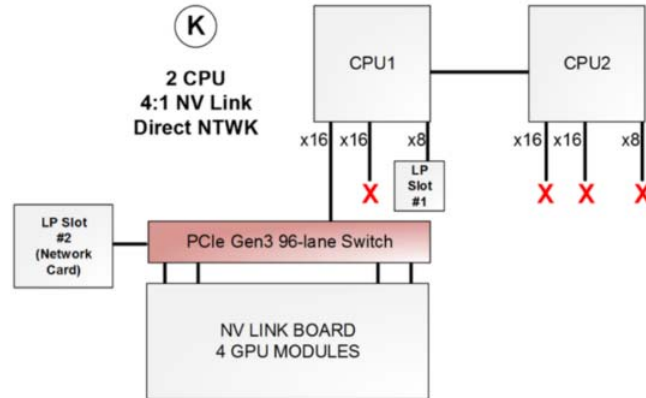 K
2 CPU
4:1 NV Link
Direct NTWK
CPU1
CPU2
x16
x16
x8
x16
x16
x8
X
LP
Slot
#1
X
X
X
LP Slot
#2
(Network
Card)
PCIe Gen3 96-lane Switch
NV LINK BOARD
4 GPU MODULES